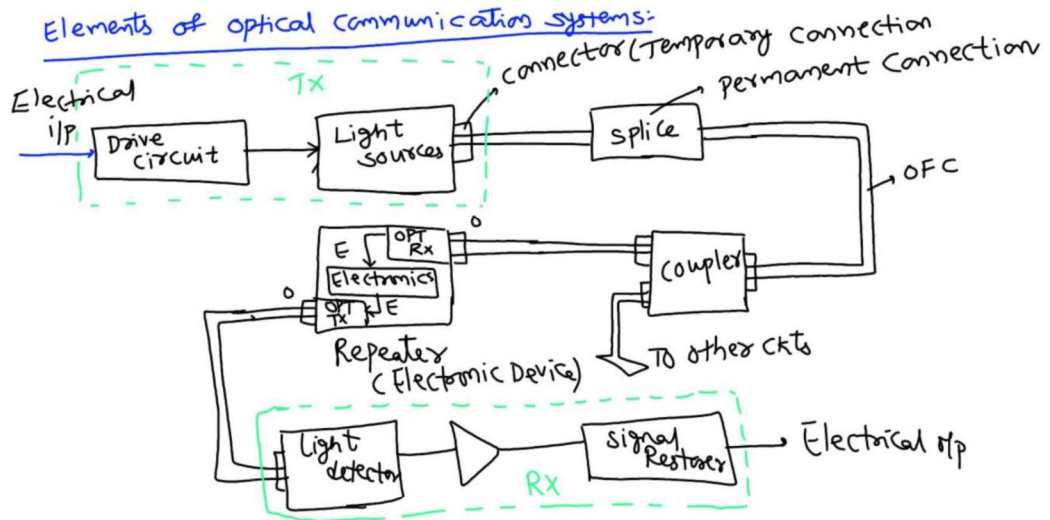 Elements of optical communication systems:-
Connector (Temporary Connection
Permanent Connection
Tx
Electrical
i/p
Drive
circuit
Light
sources
Splice
OFC
O
OPT
Rx
E
Electronics
E
OPT
Tx
O
Coupler
To other ckts
Repeater
(Electronic Device)
Light
detector
Signal
Restorer
Electrical o/p
Rx